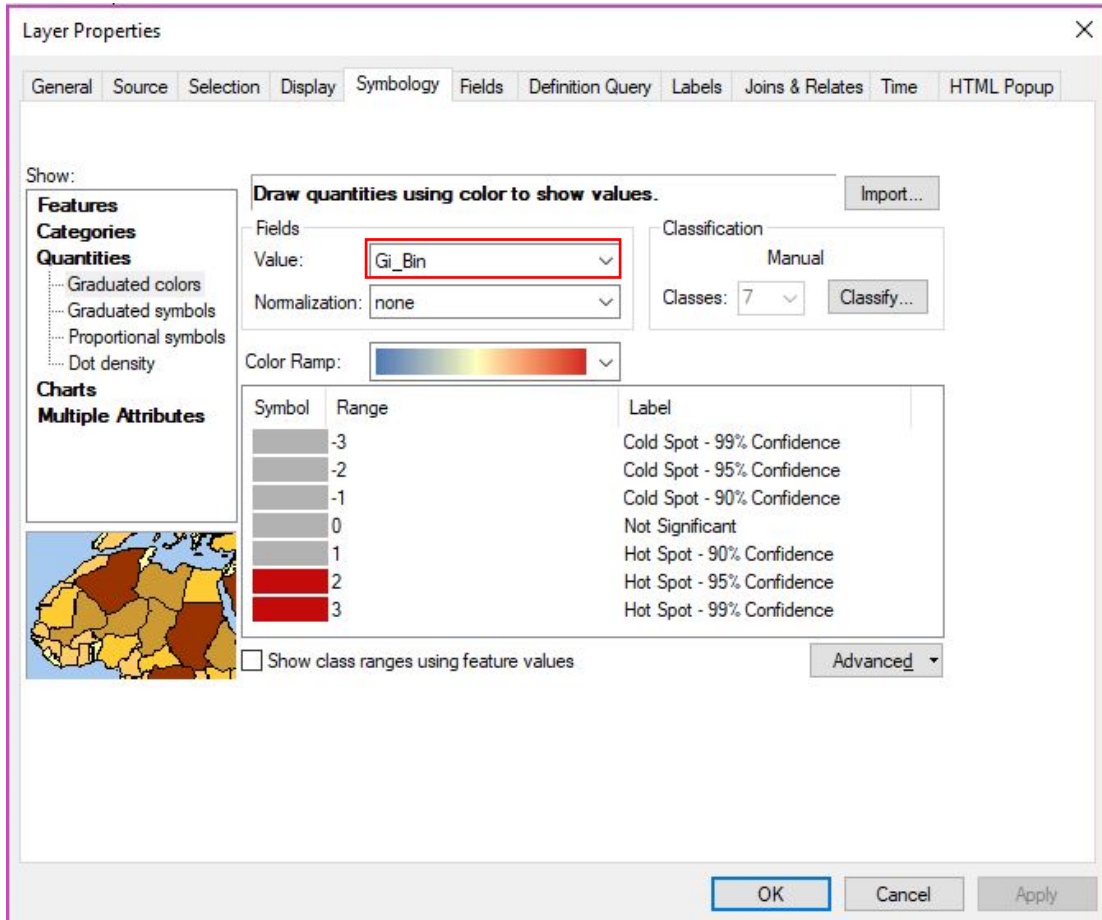 Layer Properties
General Source Selection Display Symbology Fields Definition Query Labels Joins & Relates Time HTML Popup
Show:
Features
Categories
Quantities
Graduated colors
Graduated symbols
Proportional symbols
Dot density
Charts
Multiple Attributes
Draw quantities using color to show values.
Import...
Fields
Value: Gi_Bin
Normalization: none
Classification
Manual
Classes: 7 Classify...
Color Ramp:
Symbol Range Label
-3 Cold Spot - 99% Confidence
-2 Cold Spot - 95% Confidence
-1 Cold Spot - 90% Confidence
0 Not Significant
1 Hot Spot - 90% Confidence
2 Hot Spot - 95% Confidence
3 Hot Spot - 99% Confidence
Show class ranges using feature values
Advanced
OK Cancel Apply